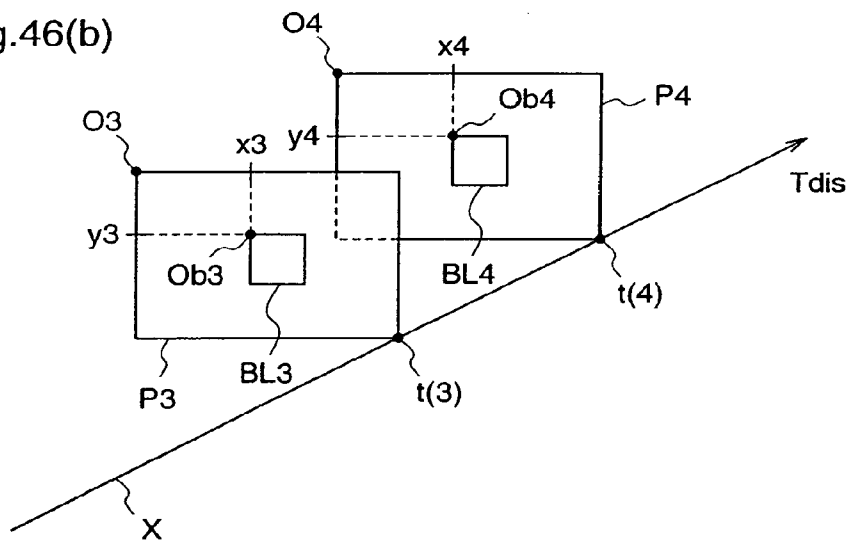 g.46(b)
O4
x4
Ob4
P4
y4
O3
x3
Tdis
y3
Ob3
BL4
t(4)
BL3
t(3)
P3
X